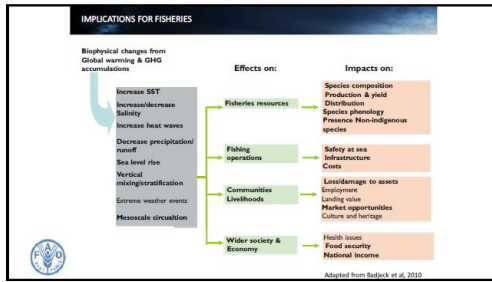 IMPLICATIONS FOR FISHERIES
Biophysical changes from
Global warming & GHG
accumulations
Effects on:
Impacts on:
Increase SST
Increase/decrease
Salinity
Increase heat waves
Decrease precipitation/
runoff
Sea level rise
Vertical
mixing/stratification
Extreme weather events
Mesoscale circualtion
Fisheries resources
Species composition
Production & yield
Distribution
Species phenology
Presence Non-indigenous
species
Fishing
operations
Safety at sea
Infrastructure
Costs
Communities
Livelihoods
Loss/damage to assets
Employment
Landing value
Market opportunities
Culture and heritage
Wider society &
Economy
Health issues
Food security
National income
Adapted from Badjeck et al, 2010